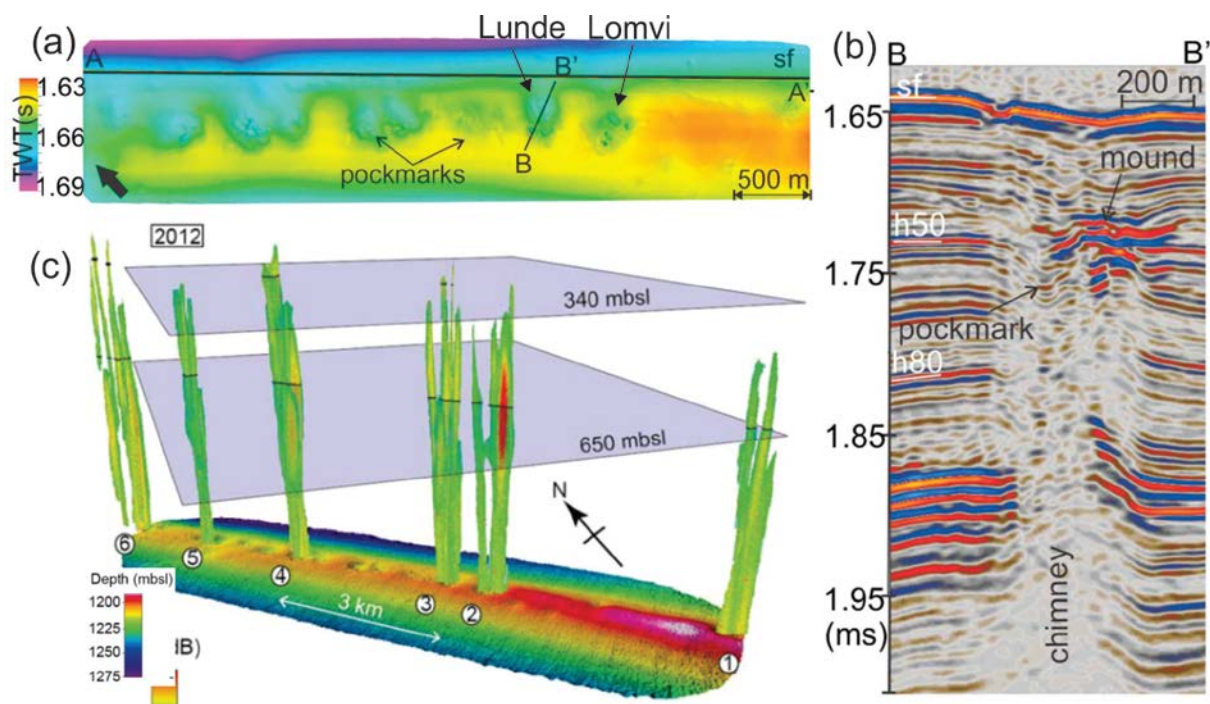 (a)
Lunde Lomvi
A
B'
sf
A'
1.63
1.66
1.69
TWT(s)
pockmarks
B
500 m
(b)
B B'
200 m
sf
1.65
mound
h50
1.75
pockmark
h80
1.85
1.95
(ms)
chimney
(c)
2012
340 mbsl
650 mbsl
N
3 km
6
5
4
3
2
1
Depth (mbsl)
1200
1225
1250
1275
IB)